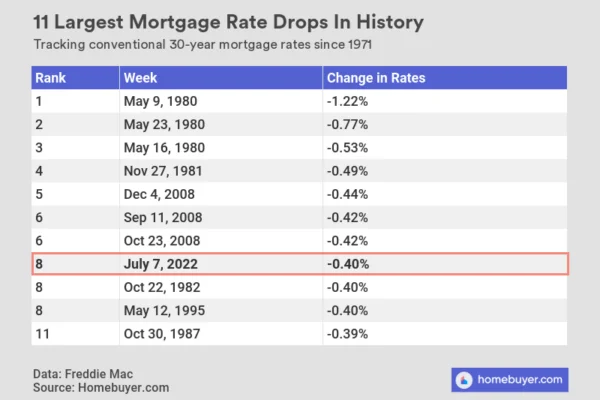 11 Largest Mortgage Rate Drops In History
Tracking conventional 30-year mortgage rates since 1971
Rank Week Change in Rates
1 May 9, 1980 -1.22%
2 May 23, 1980 -0.77%
3 May 16, 1980 -0.53%
4 Nov 27, 1981 -0.49%
5 Dec 4, 2008 -0.44%
6 Sep 11, 2008 -0.42%
6 Oct 23, 2008 -0.42%
8 July 7, 2022 -0.40%
8 Oct 22, 1982 -0.40%
8 May 12, 1995 -0.40%
11 Oct 30, 1987 -0.39%
Data: Freddie Mac
Source: Homebuyer.com
homebuyer.com